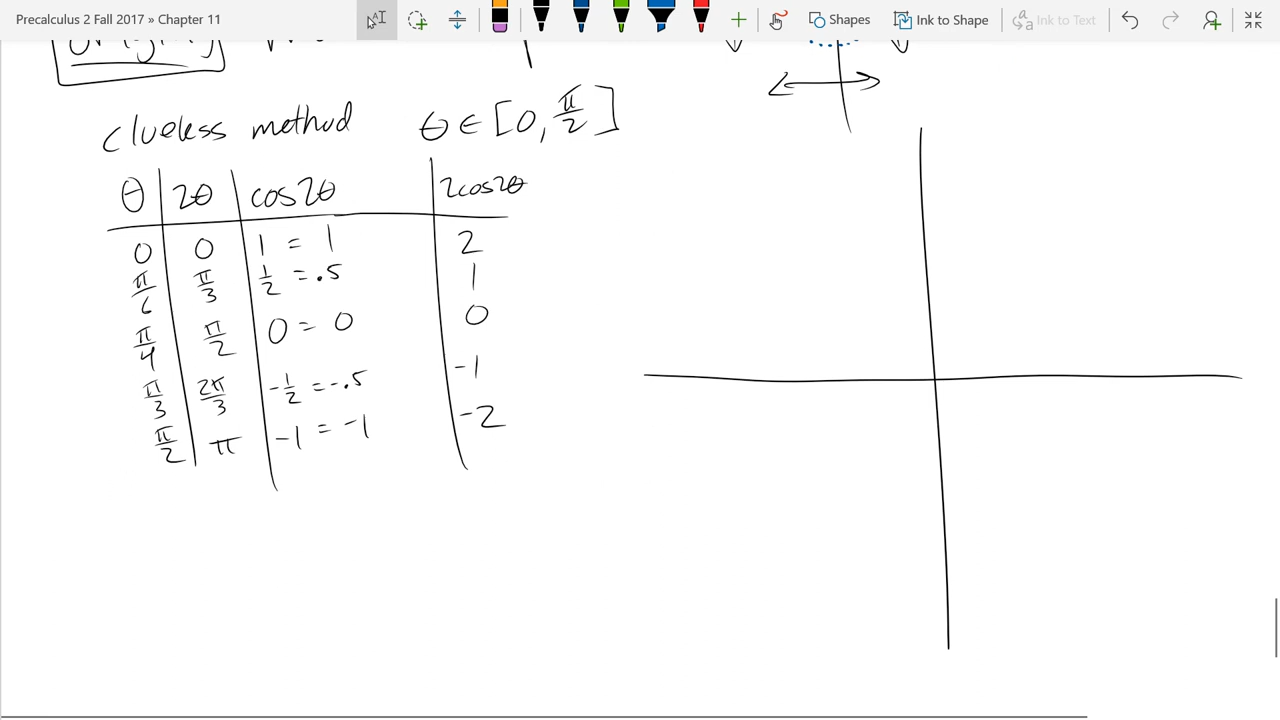 Precalculus 2 Fall 2017 » Chapter 11
Shapes
Ink to Shape
Ink to Text
clueless method θ ∈ [0, π/2]
θ | 2θ | cos2θ | 2cos2θ
0 | 0 | 1 = 1 | 2
π/6 | π/3 | 1/2 = .5 | 1
π/4 | π/2 | 0 = 0 | 0
π/3 | 2π/3 | -1/2 = -.5 | -1
π/2 | π | -1 = -1 | -2